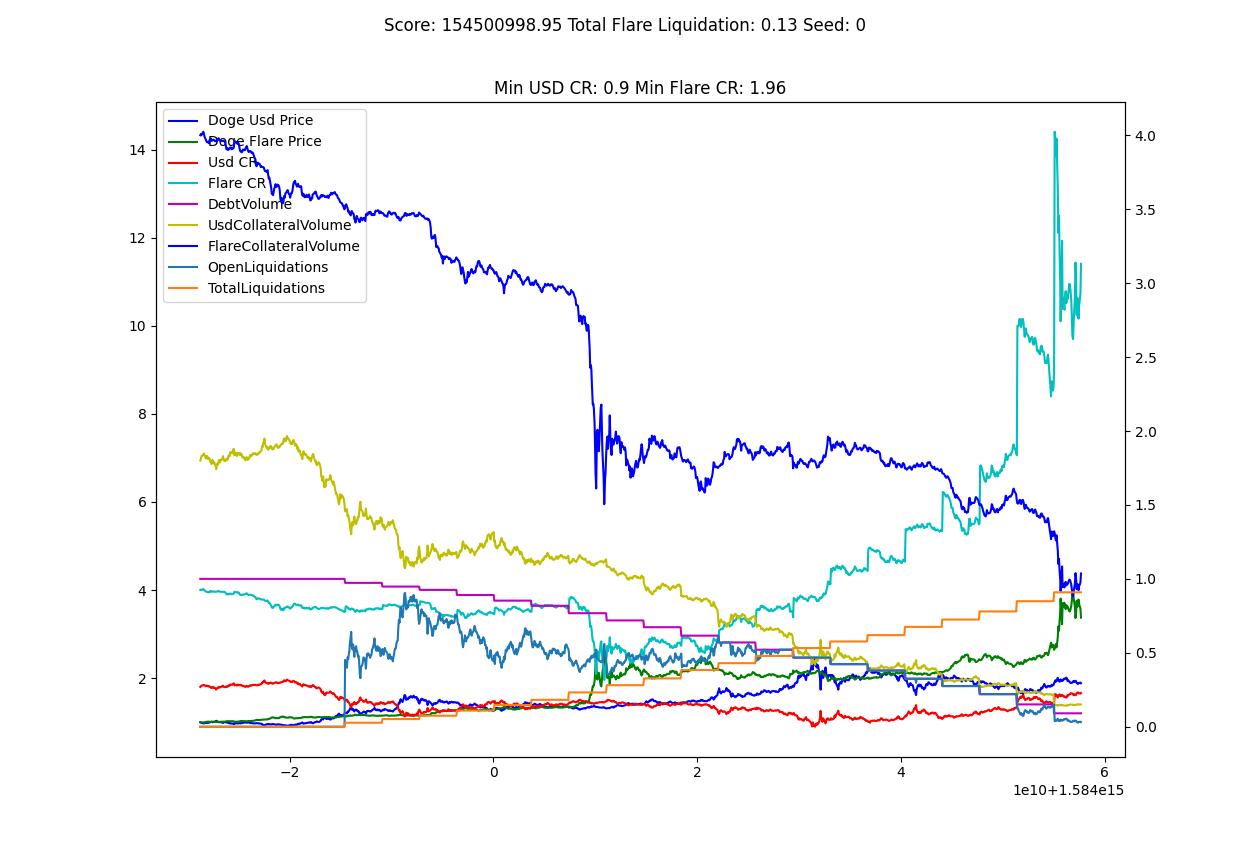 Score: 154500998.95 Total Flare Liquidation: 0.13 Seed: 0
Min USD CR: 0.9 Min Flare CR: 1.96
Doge Usd Price
Doge Flare Price
Usd CR
Flare CR
DebtVolume
UsdCollateralVolume
FlareCollateralVolume
OpenLiquidations
TotalLiquidations
14
12
10
8
6
4
2
4.0
3.5
3.0
2.5
2.0
1.5
1.0
0.5
0.0
−2
0
2
4
6
1e10+1.584e15